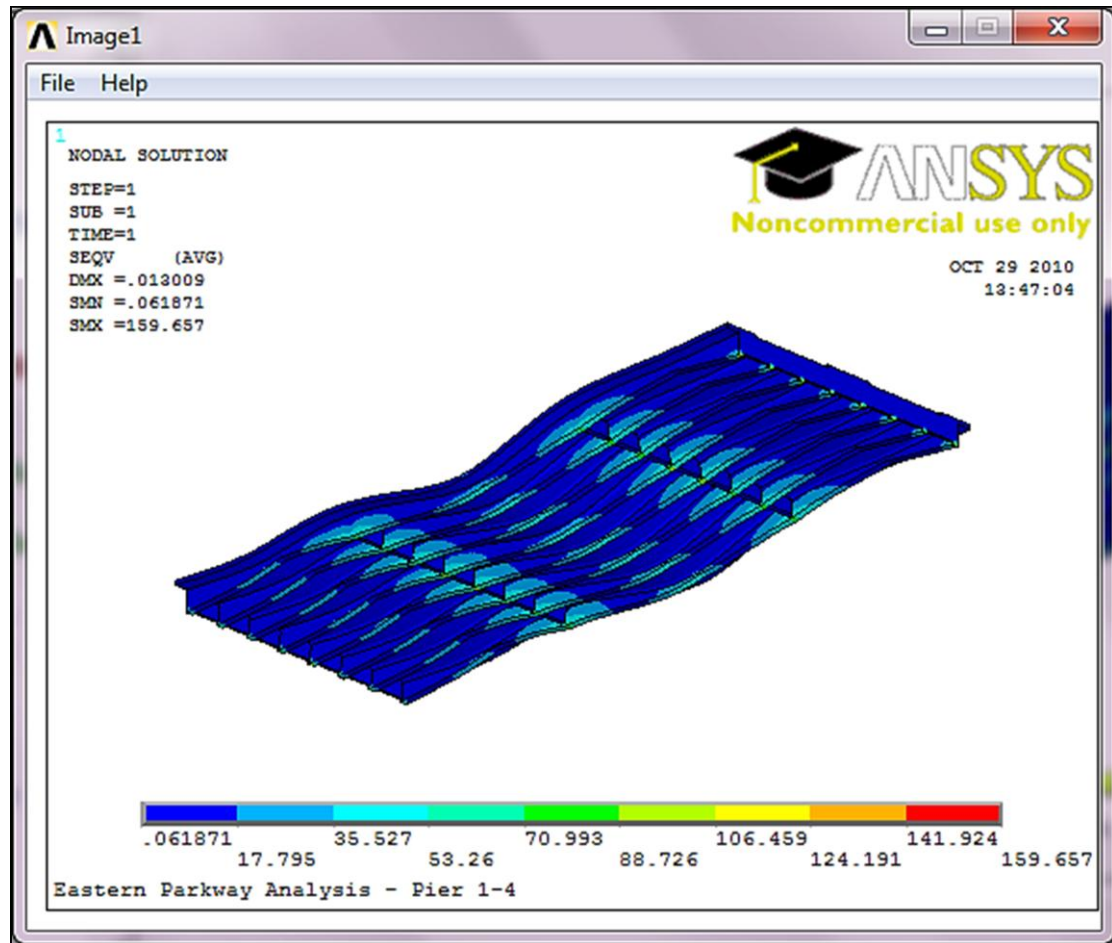 Image1
File Help
1
NODAL SOLUTION
STEP=1
SUB =1
TIME=1
SEQV (AVG)
DMX =.013009
SMN =.061871
SMX =159.657
ANSYS
Noncommercial use only
OCT 29 2010
13:47:04
.061871 35.527 70.993 106.459 141.924
17.795 53.26 88.726 124.191 159.657
Eastern Parkway Analysis - Pier 1-4